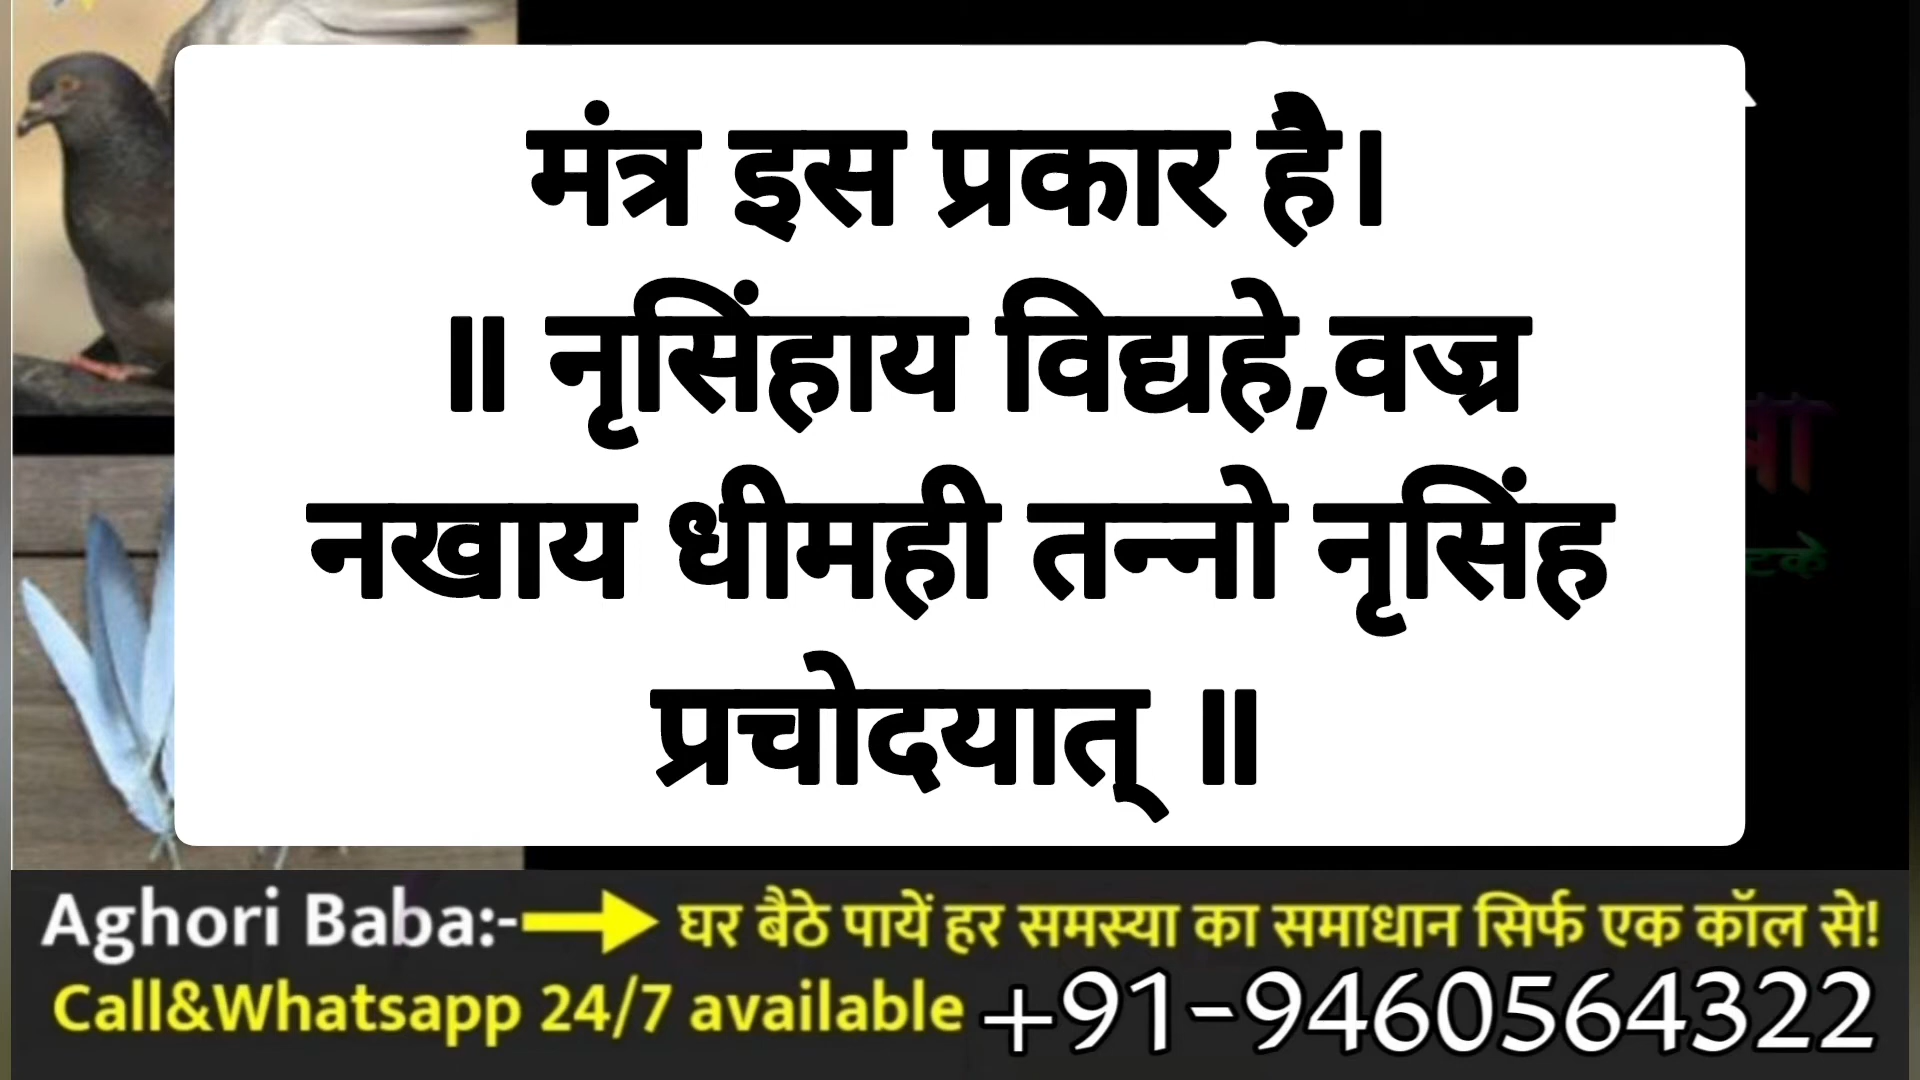 मंत्र इस प्रकार है।
॥ नृसिंहाय विद्यहे,वज्र
नखाय धीमही तन्नो नृसिंह
प्रचोदयात् ॥
Aghori Baba:- घर बैठे पायें हर समस्या का समाधान सिर्फ एक कॉल से!
Call&Whatsapp 24/7 available +91-9460564322